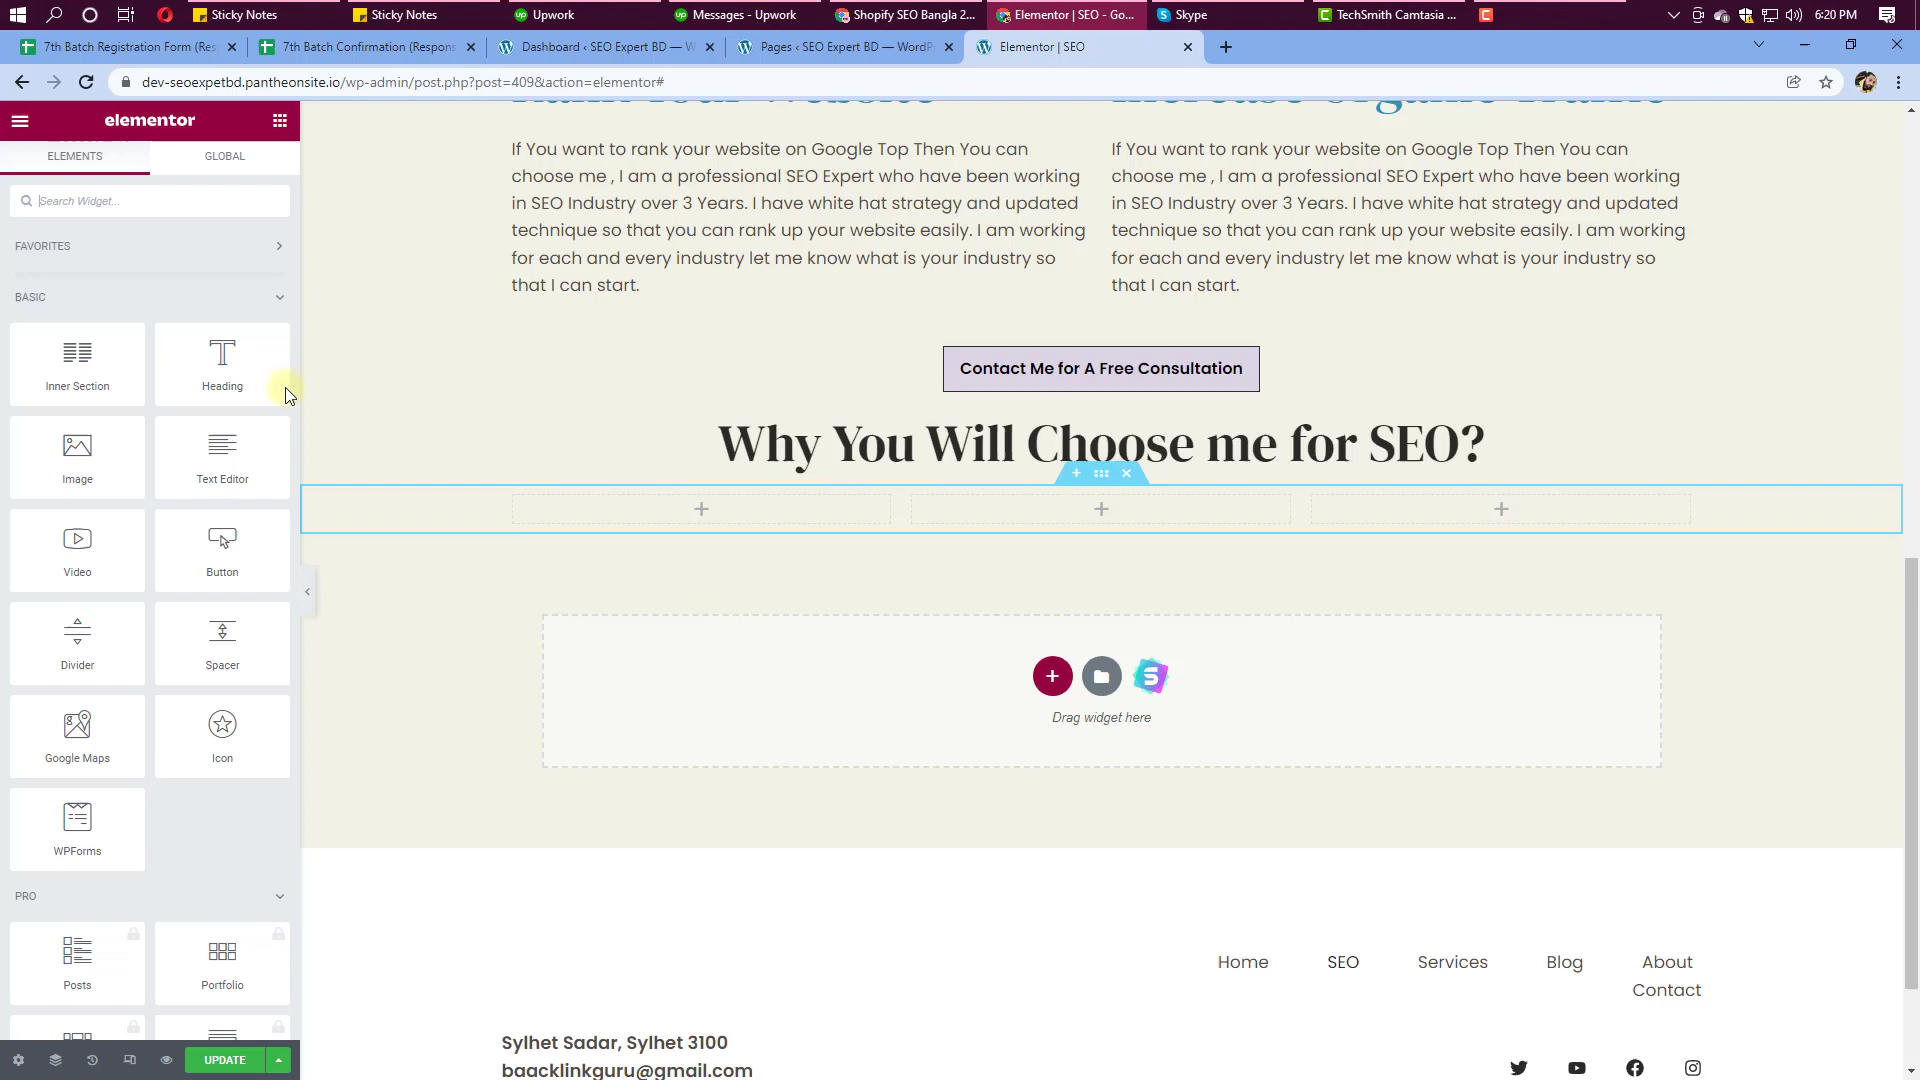 Sticky Notes
Sticky Notes
Upwork
Messages - Upwork
Shopify SEO Bangla 2...
Elementor | SEO - Go...
Skype
TechSmith Camtasia ...
6:20 PM
7th Batch Registration Form (Res
7th Batch Confirmation (Respons
Dashboard ‹ SEO Expert BD — W
Pages ‹ SEO Expert BD — WordP
Elementor | SEO
dev-seoexpetbd.pantheonsite.io/wp-admin/post.php?post=409&action=elementor#
elementor
ELEMENTS
GLOBAL
Search Widget...
FAVORITES
BASIC
Inner Section
Heading
Image
Text Editor
Video
Button
Divider
Spacer
Google Maps
Icon
WPForms
PRO
Posts
Portfolio
UPDATE
If You want to rank your website on Google Top Then You can
choose me , I am a professional SEO Expert who have been working
in SEO Industry over 3 Years. I have white hat strategy and updated
technique so that you can rank up your website easily. I am working
for each and every industry let me know what is your industry so
that I can start.
If You want to rank your website on Google Top Then You can
choose me , I am a professional SEO Expert who have been working
in SEO Industry over 3 Years. I have white hat strategy and updated
technique so that you can rank up your website easily. I am working
for each and every industry let me know what is your industry so
that I can start.
Contact Me for A Free Consultation
Why You Will Choose me for SEO?
Drag widget here
Home
SEO
Services
Blog
About
Contact
Sylhet Sadar, Sylhet 3100
baacklinkguru@gmail.com